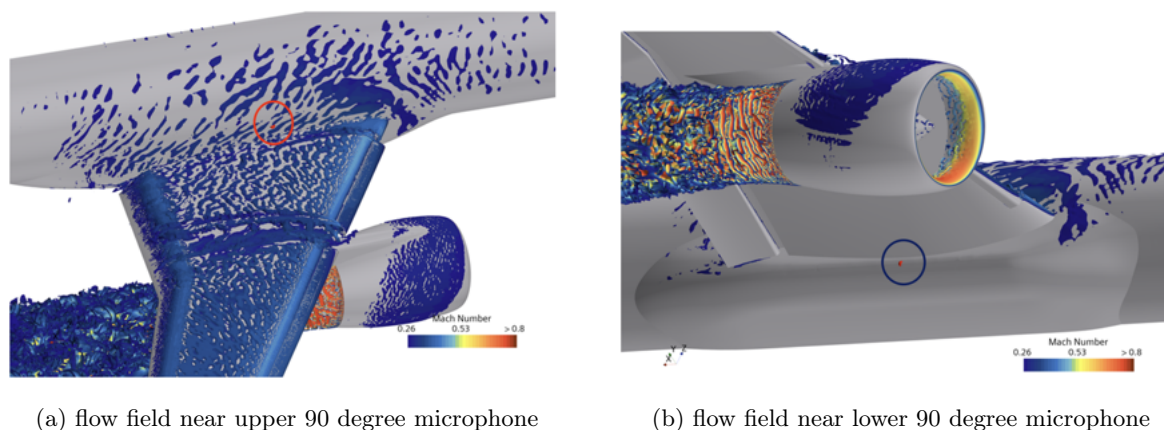 Mach Number
0.26 0.53 > 0.8
Mach Number
0.26 0.53 > 0.8
Y
X Z
(a) flow field near upper 90 degree microphone
(b) flow field near lower 90 degree microphone